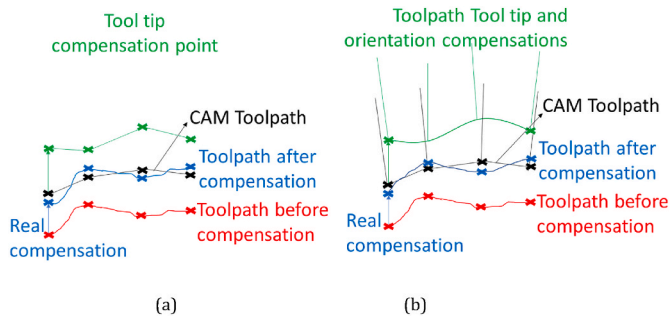 Tool tip
compensation point
CAM Toolpath
Toolpath after
compensation
Real
compensation
Toolpath before
compensation
(a)
Toolpath Tool tip and
orientation compensations
CAM Toolpath
Toolpath after
compensation
Toolpath before
compensation
Real
compensation
(b)